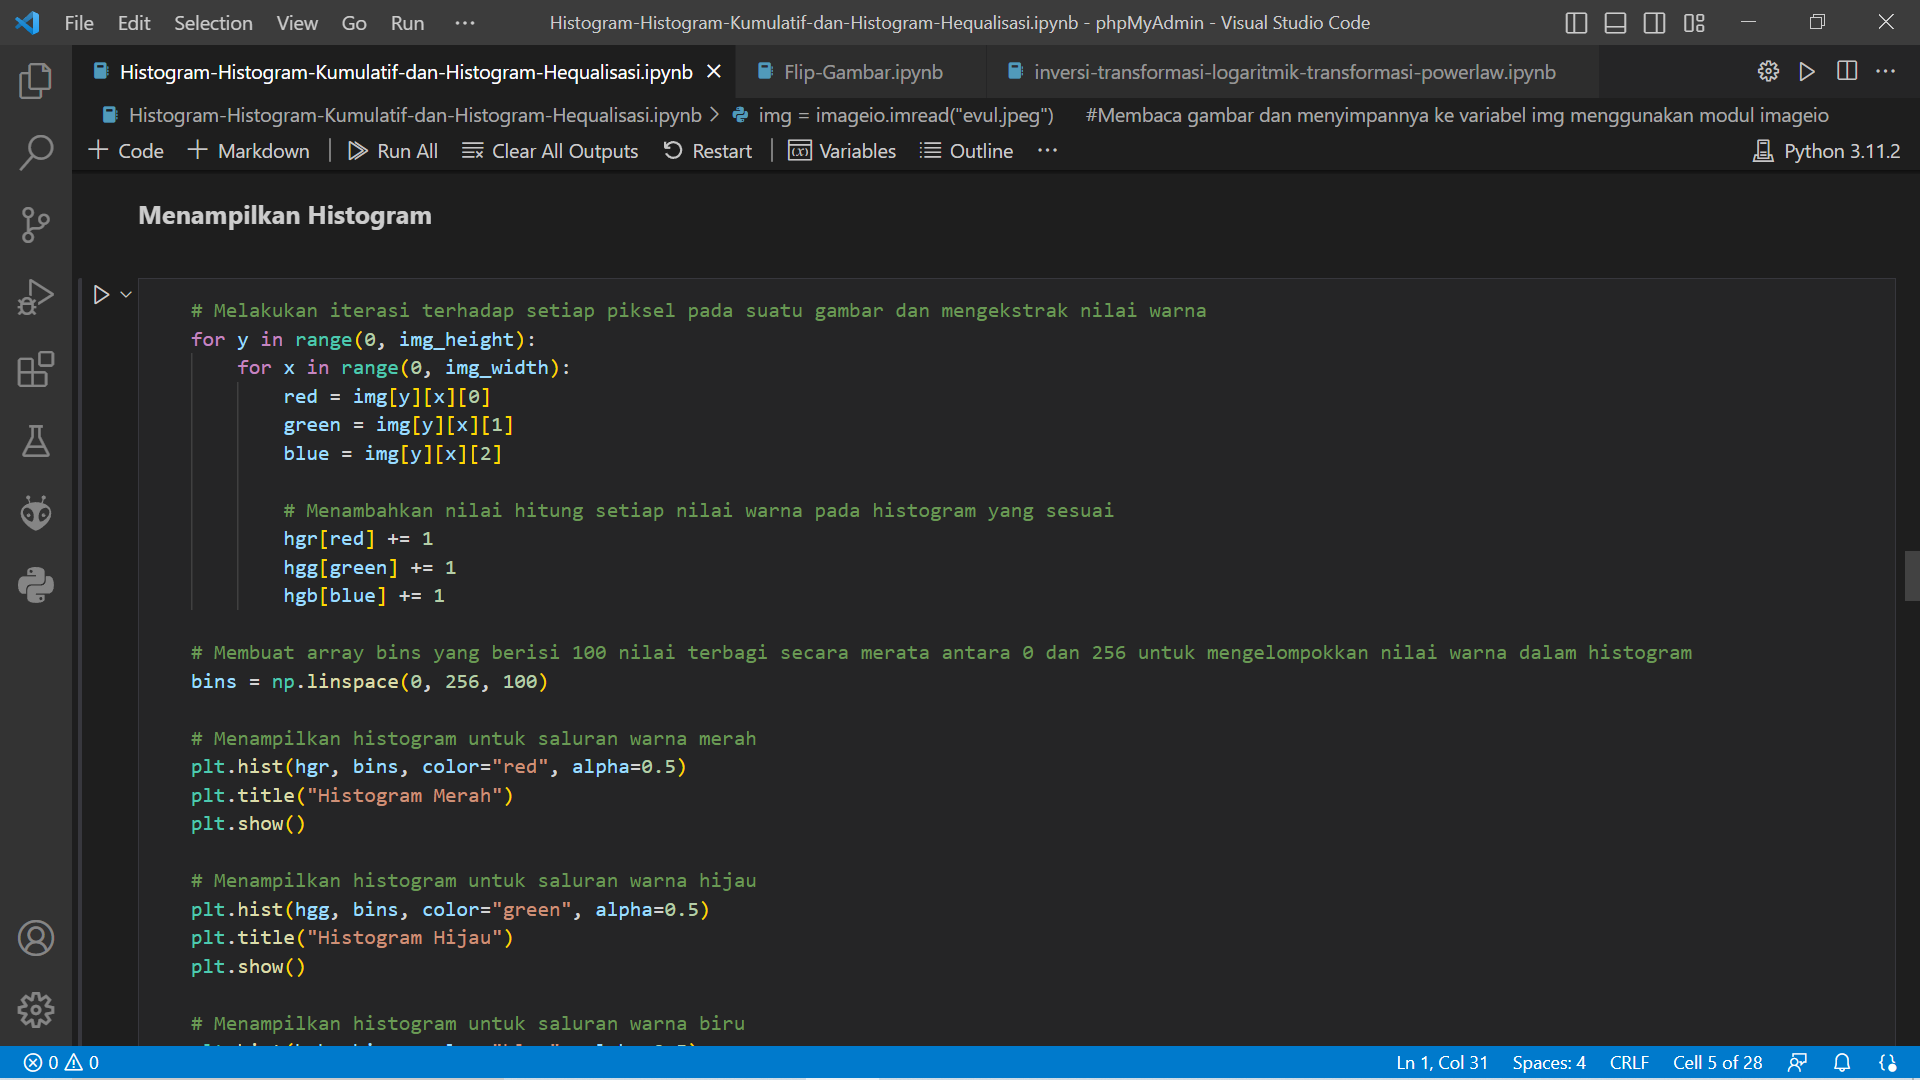 File Edit Selection View Go Run ··· Histogram-Histogram-Kumulatif-dan-Histogram-Hequalisasi.ipynb - phpMyAdmin - Visual Studio Code
Histogram-Histogram-Kumulatif-dan-Histogram-Hequalisasi.ipynb Flip-Gambar.ipynb inversi-transformasi-logaritmik-transformasi-powerlaw.ipynb
Histogram-Histogram-Kumulatif-dan-Histogram-Hequalisasi.ipynb > img = imageio.imread("evul.jpeg") #Membaca gambar dan menyimpannya ke variabel img menggunakan modul imageio
+ Code + Markdown | Run All Clear All Outputs Restart | Variables Outline ··· Python 3.11.2
Menampilkan Histogram
# Melakukan iterasi terhadap setiap piksel pada suatu gambar dan mengekstrak nilai warna
for y in range(0, img_height):
    for x in range(0, img_width):
        red = img[y][x][0]
        green = img[y][x][1]
        blue = img[y][x][2]
        # Menambahkan nilai hitung setiap nilai warna pada histogram yang sesuai
        hgr[red] += 1
        hgg[green] += 1
        hgb[blue] += 1
# Membuat array bins yang berisi 100 nilai terbagi secara merata antara 0 dan 256 untuk mengelompokkan nilai warna dalam histogram
bins = np.linspace(0, 256, 100)
# Menampilkan histogram untuk saluran warna merah
plt.hist(hgr, bins, color="red", alpha=0.5)
plt.title("Histogram Merah")
plt.show()
# Menampilkan histogram untuk saluran warna hijau
plt.hist(hgg, bins, color="green", alpha=0.5)
plt.title("Histogram Hijau")
plt.show()
# Menampilkan histogram untuk saluran warna biru
0 0 Ln 1, Col 31 Spaces: 4 CRLF Cell 5 of 28